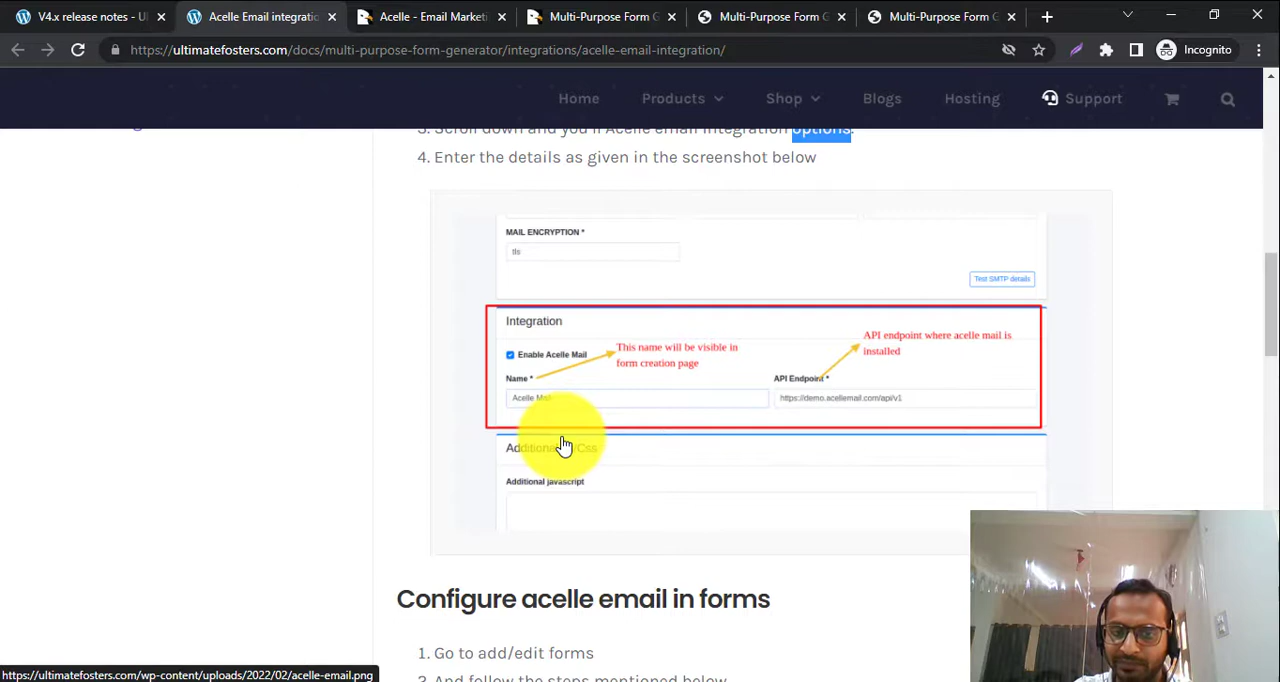 V4.x release notes - Ul
Acelle Email integratio
Acelle - Email Marketi
Multi-Purpose Form G
Multi-Purpose Form G
Multi-Purpose Form G
https://ultimatefosters.com/docs/multi-purpose-form-generator/integrations/acelle-email-integration/
Incognito
Home
Products
Shop
Blogs
Hosting
Support
3. Scroll down and you'll Acelle email integration options.
4. Enter the details as given in the screenshot below
MAIL ENCRYPTION *
tls
Test SMTP details
Integration
Enable Acelle Mail
This name will be visible in
form creation page
API endpoint where acelle mail is
installed
Name *
API Endpoint *
Acelle Mail
https://demo.acellemail.com/api/v1
Additional /Css
Additional javascript
Configure acelle email in forms
1. Go to add/edit forms
2. And follow the steps mentioned below
https://ultimatefosters.com/wp-content/uploads/2022/02/acelle-email.png